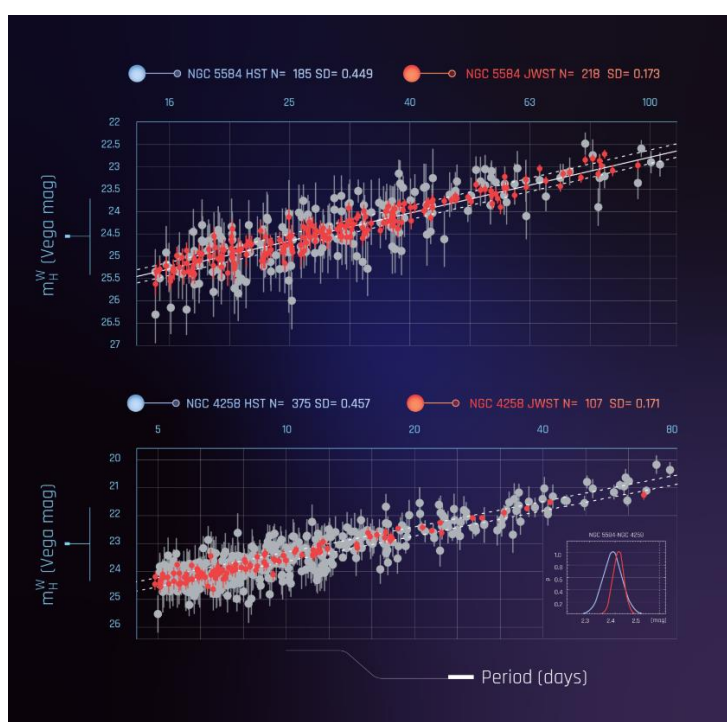 NGC 5584 HST N= 185 SD= 0.449 NGC 5584 JWST N= 218 SD= 0.173
16 25 40 63 100
22
22.5
23
23.5
24
24.5
25
25.5
26
26.5
27
m_H^W (Vega mag)
NGC 4258 HST N= 375 SD= 0.457 NGC 4258 JWST N= 107 SD= 0.171
5 10 20 40 80
20
21
22
23
24
25
26
m_H^W (Vega mag)
NGC 5584-NGC 4258
1.0
0.8
0.6
0.4
0.2
2.3 2.4 2.5 (mag)
Period (days)